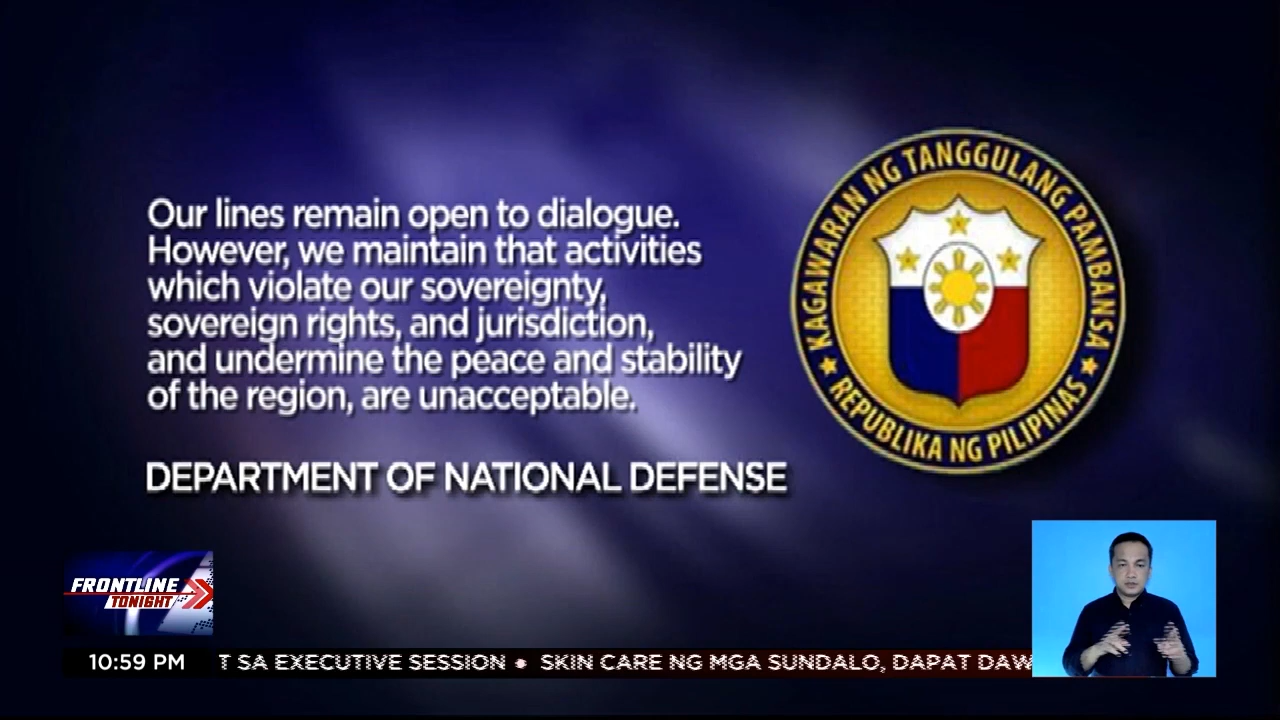 Our lines remain open to dialogue.
However, we maintain that activities
which violate our sovereignty,
sovereign rights, and jurisdiction,
and undermine the peace and stability
of the region, are unacceptable.
DEPARTMENT OF NATIONAL DEFENSE
KAGAWARAN NG TANGGULANG PAMBANSA
REPUBLIKA NG PILIPINAS
FRONTLINE
TONIGHT
10:59 PM T SA EXECUTIVE SESSION • SKIN CARE NG MGA SUNDALO, DAPAT DAW